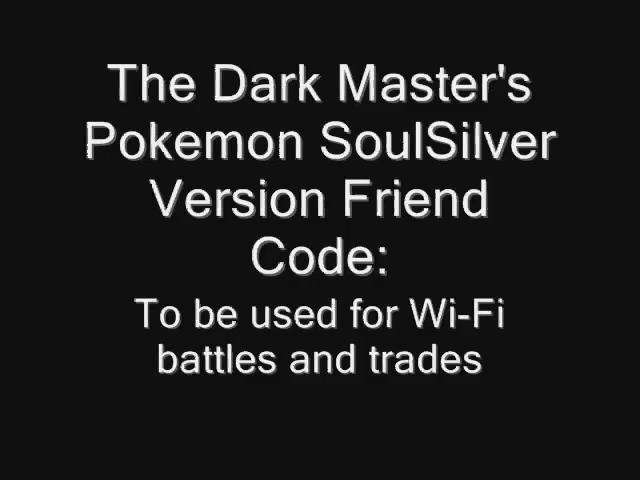 The Dark Master's
Pokemon SoulSilver
Version Friend
Code:
To be used for Wi-Fi
battles and trades